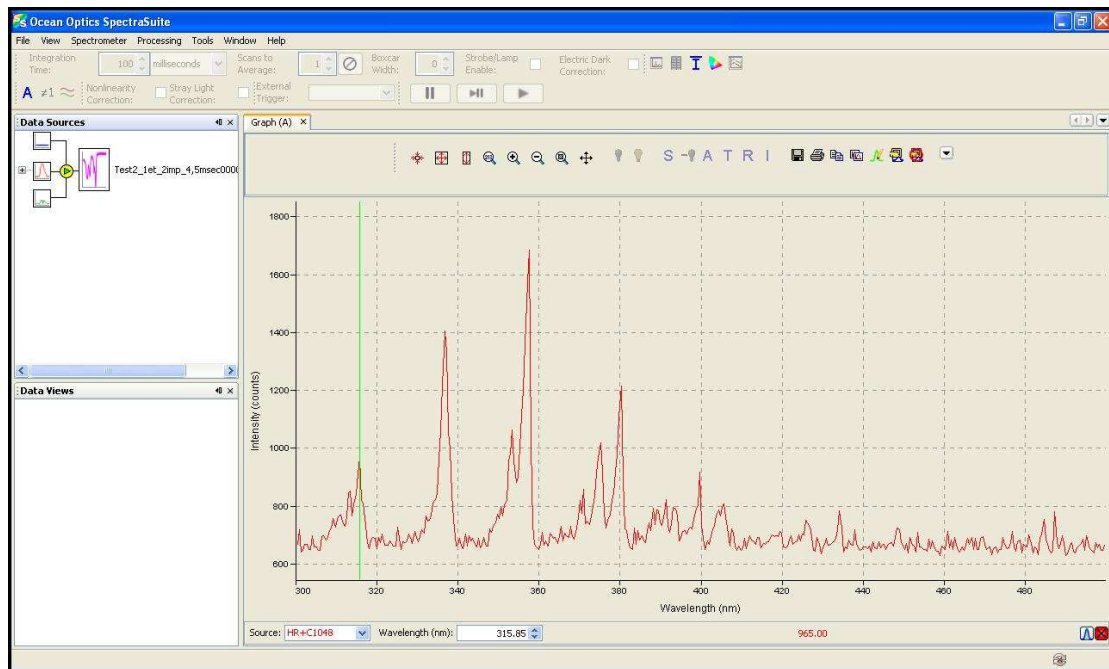 Ocean Optics SpectraSuite
File View Spectrometer Processing Tools Window Help
Integration Time: 100 milliseconds Scans to Average: 1 Boxcar Width: 0 Strobe/Lamp Enable: Electric Dark Correction:
A ≠1 Nonlinearity Correction: Stray Light Correction: External Trigger:
Data Sources
Test2_1et_2imp_4,5msec000
Data Views
Graph (A)
S A T R I
Intensity (counts)
1800
1600
1400
1200
1000
800
600
300 320 340 360 380 400 420 440 460 480
Wavelength (nm)
Source: HR+C1048 Wavelength (nm): 315.85 965.00